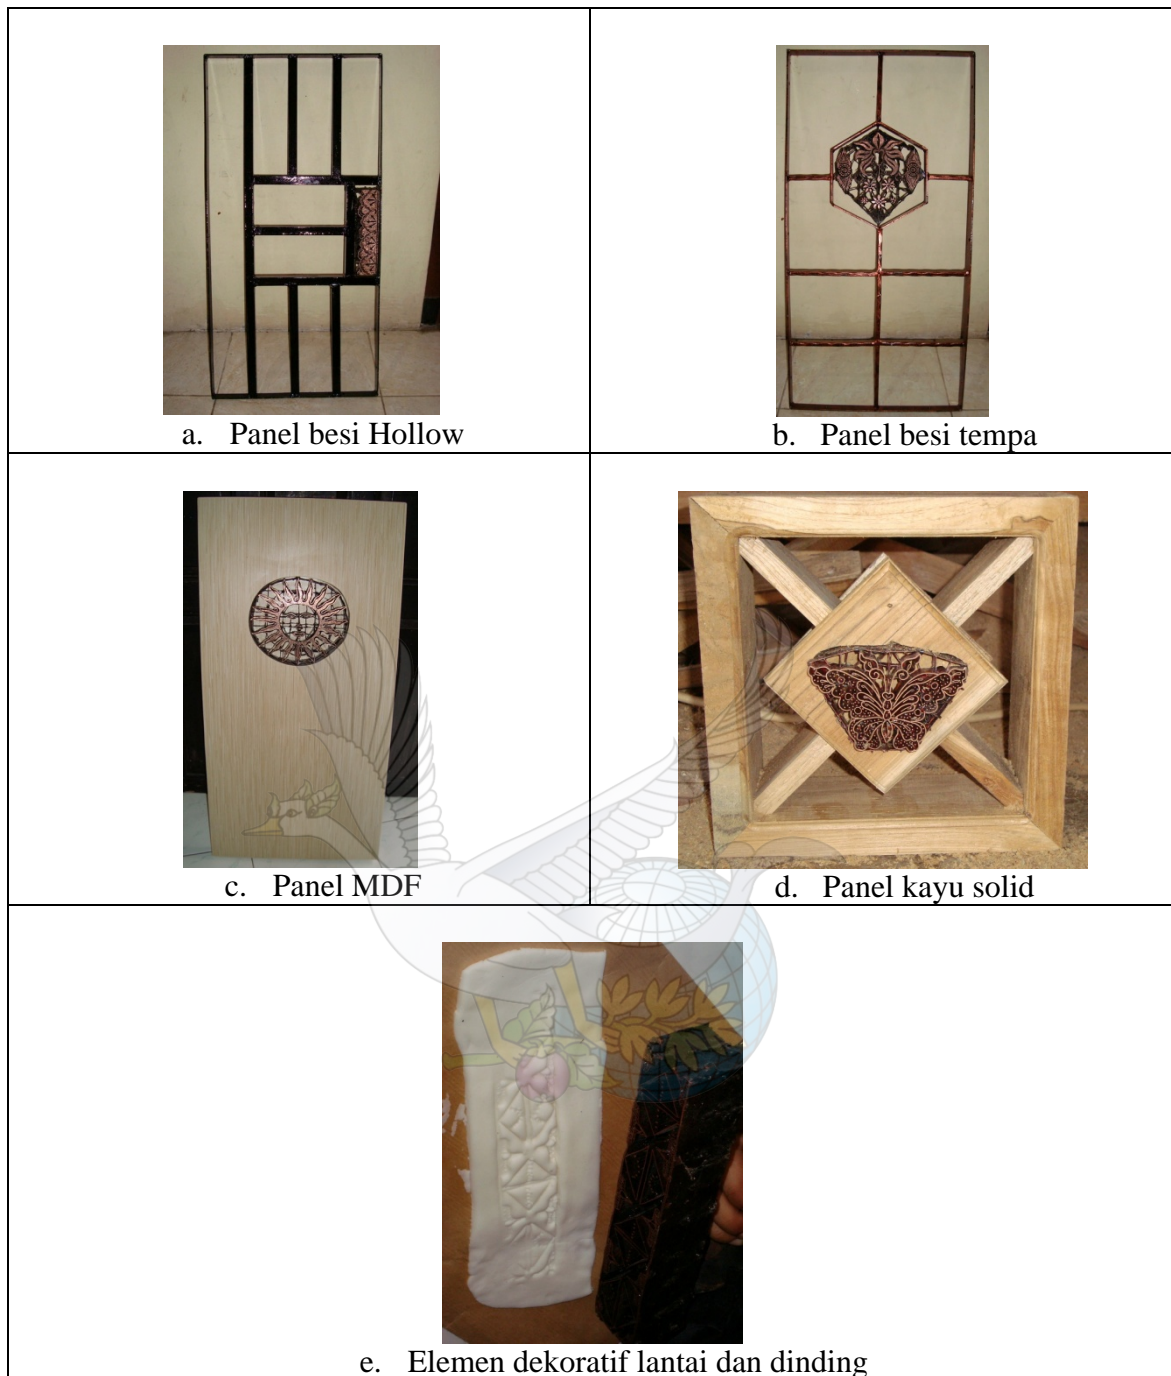 a. Panel besi Hollow
b. Panel besi tempa
c. Panel MDF
d. Panel kayu solid
e. Elemen dekoratif lantai dan dinding